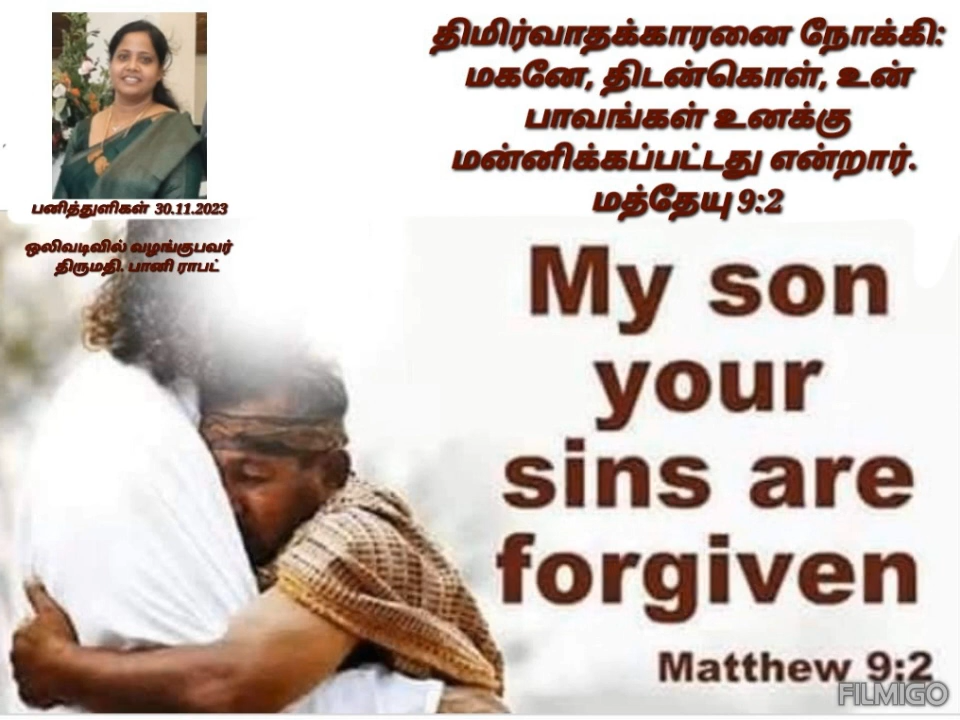 திமிர்வாதக்காரனை நோக்கி:
மகனே, திடன்கொள், உன்
பாவங்கள் உனக்கு
மன்னிக்கப்பட்டது என்றார்.
மத்தேயு 9:2
பனித்துளிகள் 30.11.2023
ஒலிவடிவில் வழங்குபவர்
திருமதி. பானி ராபட்
My son
your
sins are
forgiven
Matthew 9:2
FILMIGO